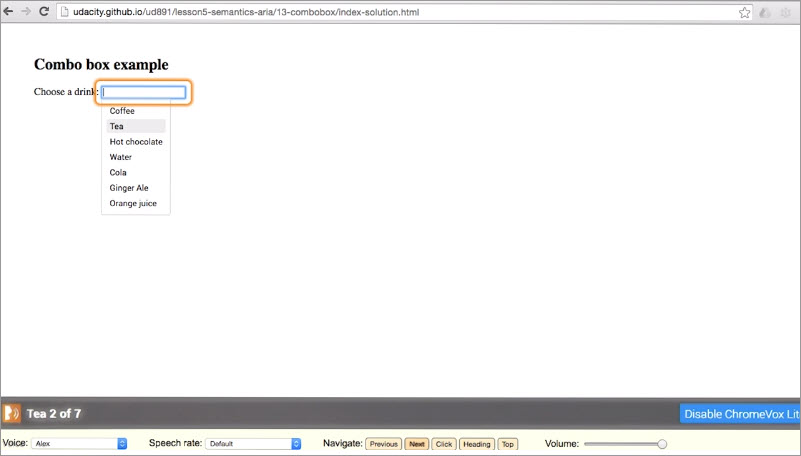 udacity.github.io/ud891/lesson5-semantics-aria/13-combobox/index-solution.html
Combo box example
Choose a drink:
Coffee
Tea
Hot chocolate
Water
Cola
Ginger Ale
Orange juice
Tea 2 of 7
Disable ChromeVox Lit
Voice: Alex Speech rate: Default Navigate: Previous Next Click Heading Top Volume: